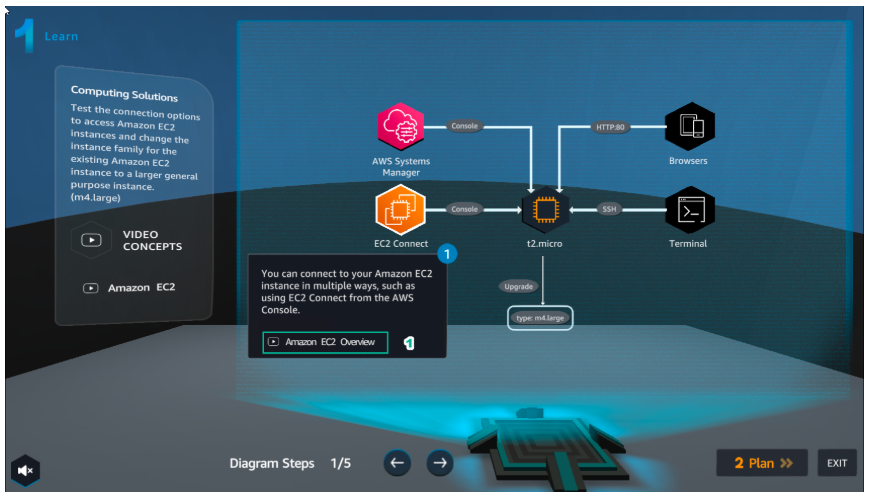 1
Learn
Computing Solutions
Test the connection options
to access Amazon EC2
instances and change the
instance family for the
existing Amazon EC2
instance to a larger general
purpose instance.
(m4.large)
VIDEO
CONCEPTS
Amazon EC2
AWS Systems
Manager
Console
HTTP:80
Browsers
EC2 Connect
Console
t2.micro
SSH
Terminal
1
You can connect to your Amazon EC2
instance in multiple ways, such as
using EC2 Connect from the AWS
Console.
Amazon EC2 Overview
1
Upgrade
type: m4.large
Diagram Steps 1/5
2 Plan
EXIT